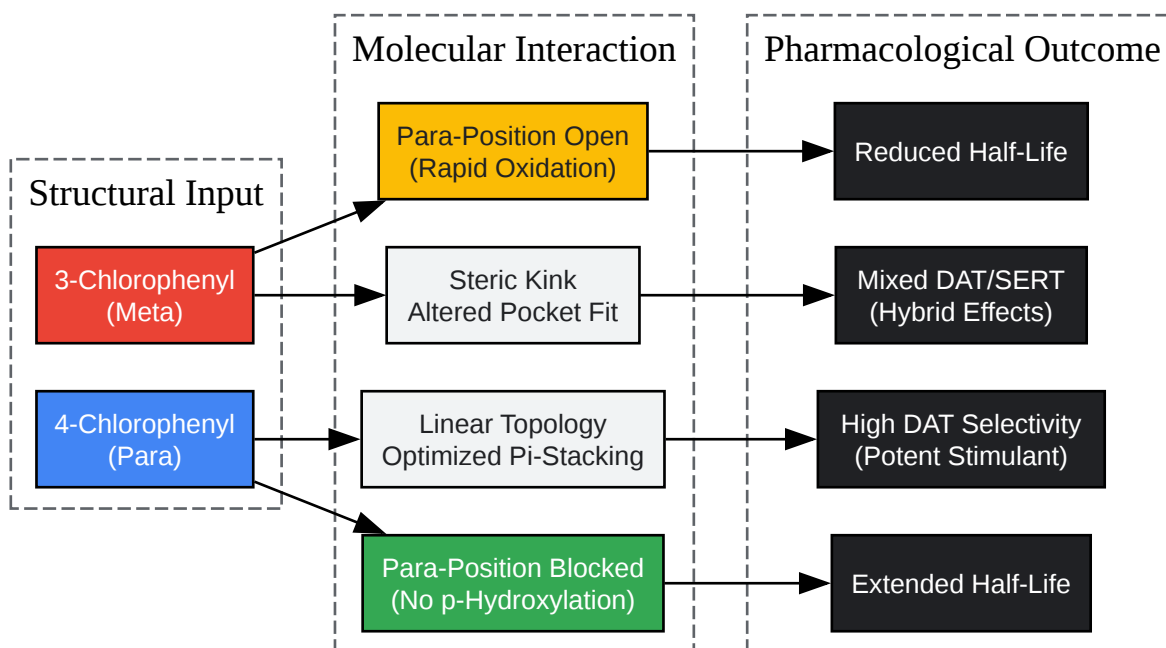 Structural Input
3-Chlorophenyl
(Meta)
4-Chlorophenyl
(Para)
Molecular Interaction
Para-Position Open
(Rapid Oxidation)
Steric Kink
Altered Pocket Fit
Linear Topology
Optimized Pi-Stacking
Para-Position Blocked
(No p-Hydroxylation)
Pharmacological Outcome
Reduced Half-Life
Mixed DAT/SERT
(Hybrid Effects)
High DAT Selectivity
(Potent Stimulant)
Extended Half-Life